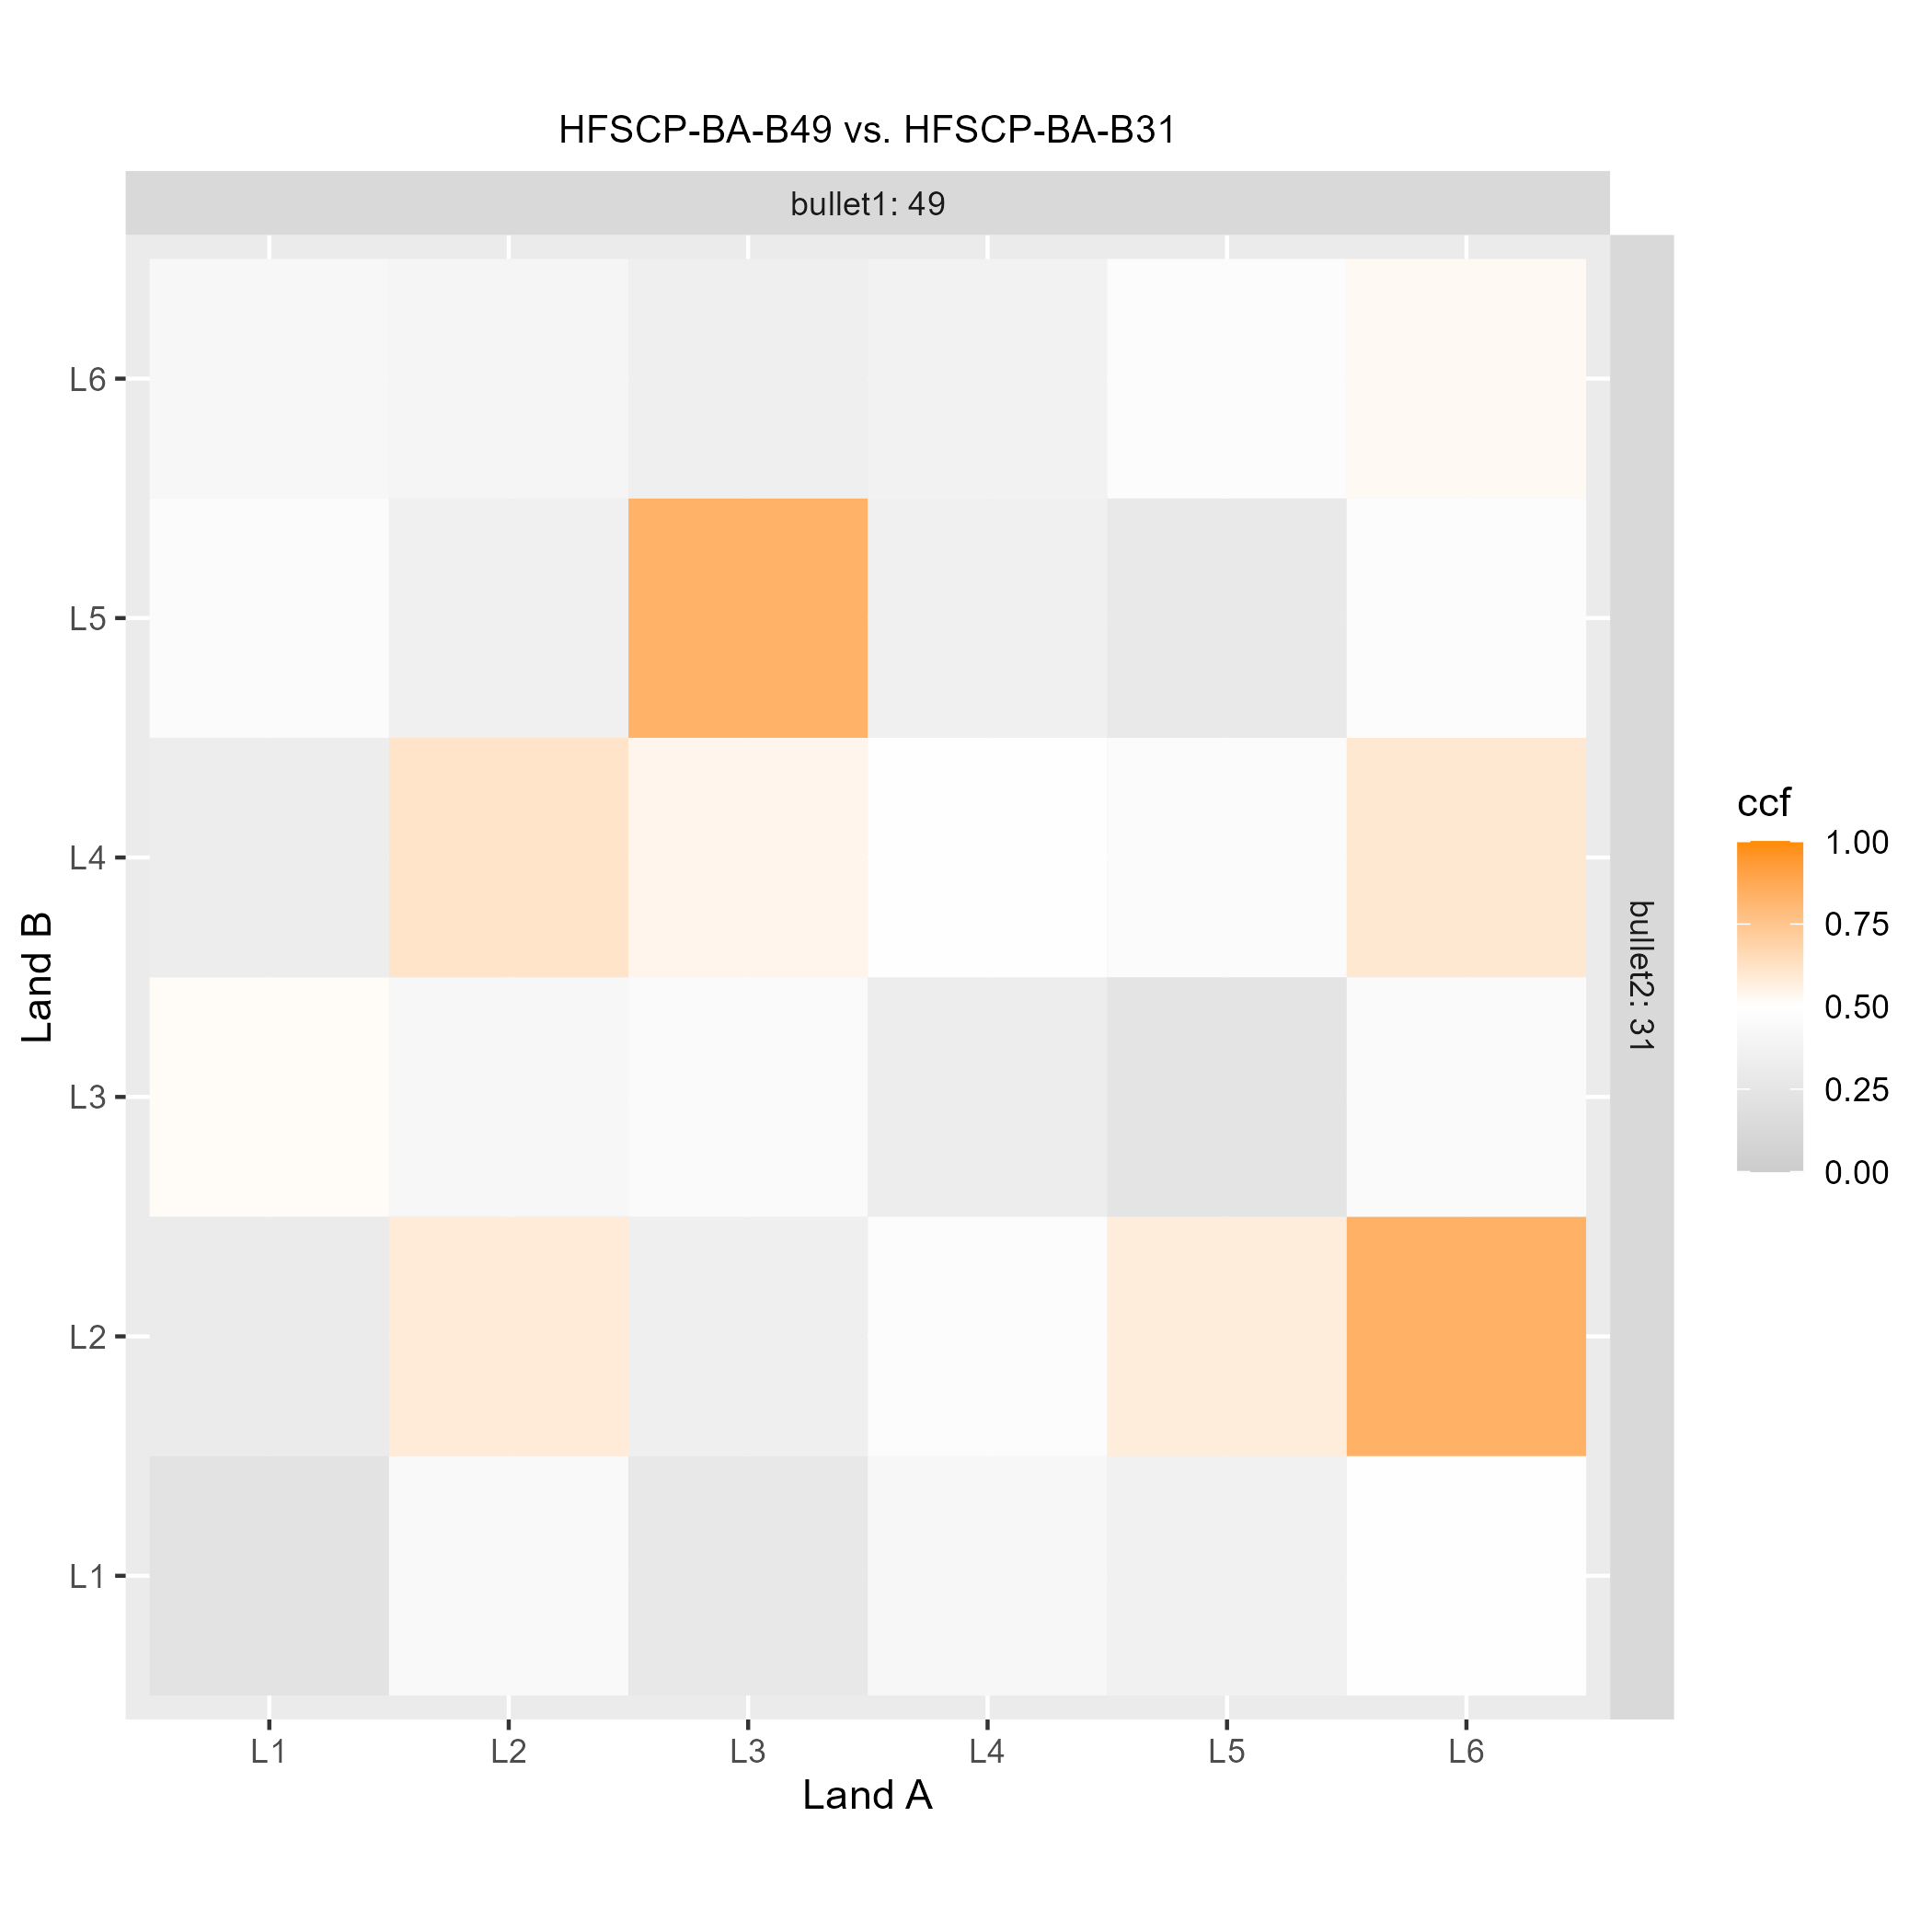 HFSCP-BA-B49 vs. HFSCP-BA-B31
bullet1: 49
L6
L5
L4
L3
L2
L1
Land B
bullet2: 31
L1 L2 L3 L4 L5 L6
Land A
ccf
1.00
0.75
0.50
0.25
0.00